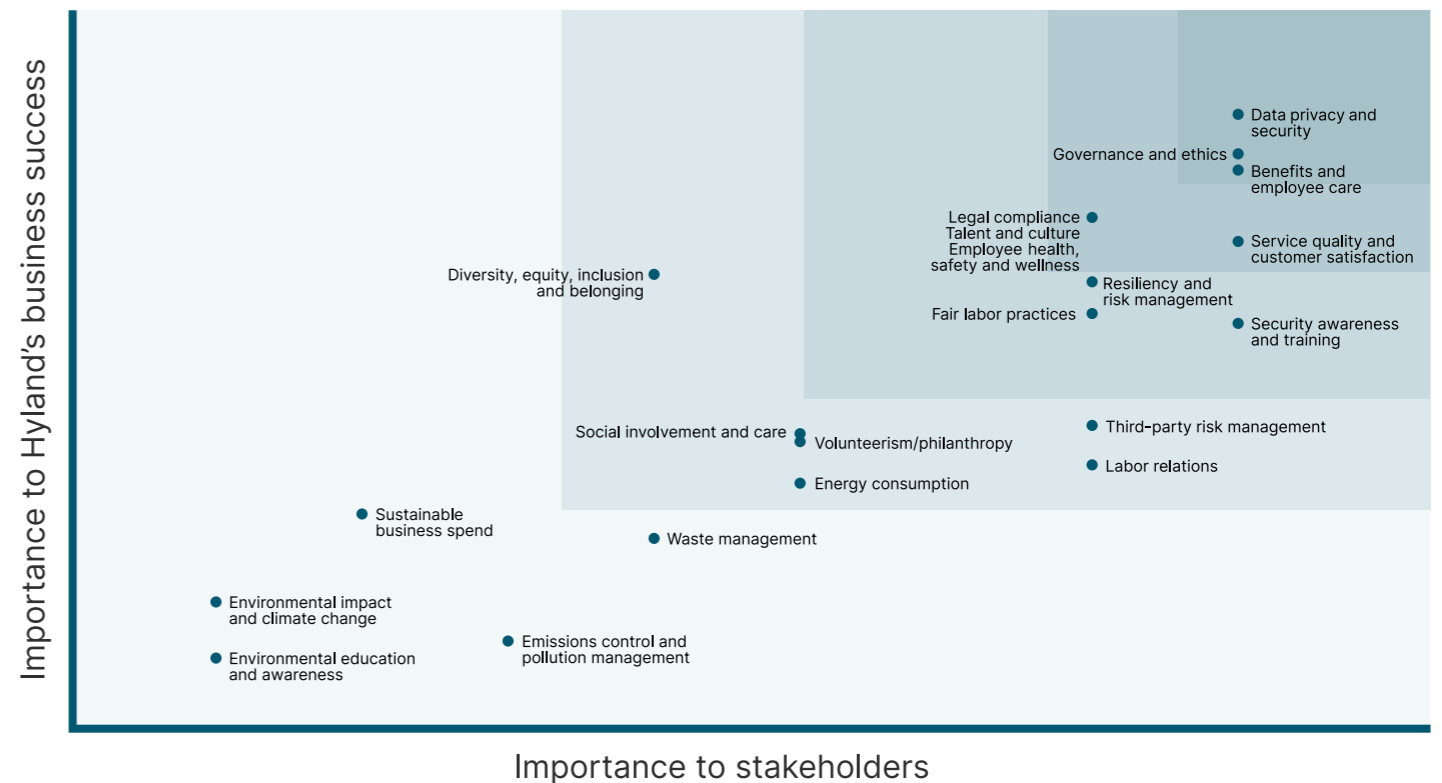 Importance to Hyland's business success
Data privacy and
security
Governance and ethics
Benefits and
employee care
Legal compliance
Talent and culture
Employee health,
safety and wellness
Service quality and
customer satisfaction
Diversity, equity, inclusion
and belonging
Resiliency and
risk management
Fair labor practices
Security awareness
and training
Social involvement and care
Volunteerism/philanthropy
Third-party risk management
Labor relations
Energy consumption
Sustainable
business spend
Waste management
Environmental impact
and climate change
Emissions control and
pollution management
Environmental education
and awareness
Importance to stakeholders